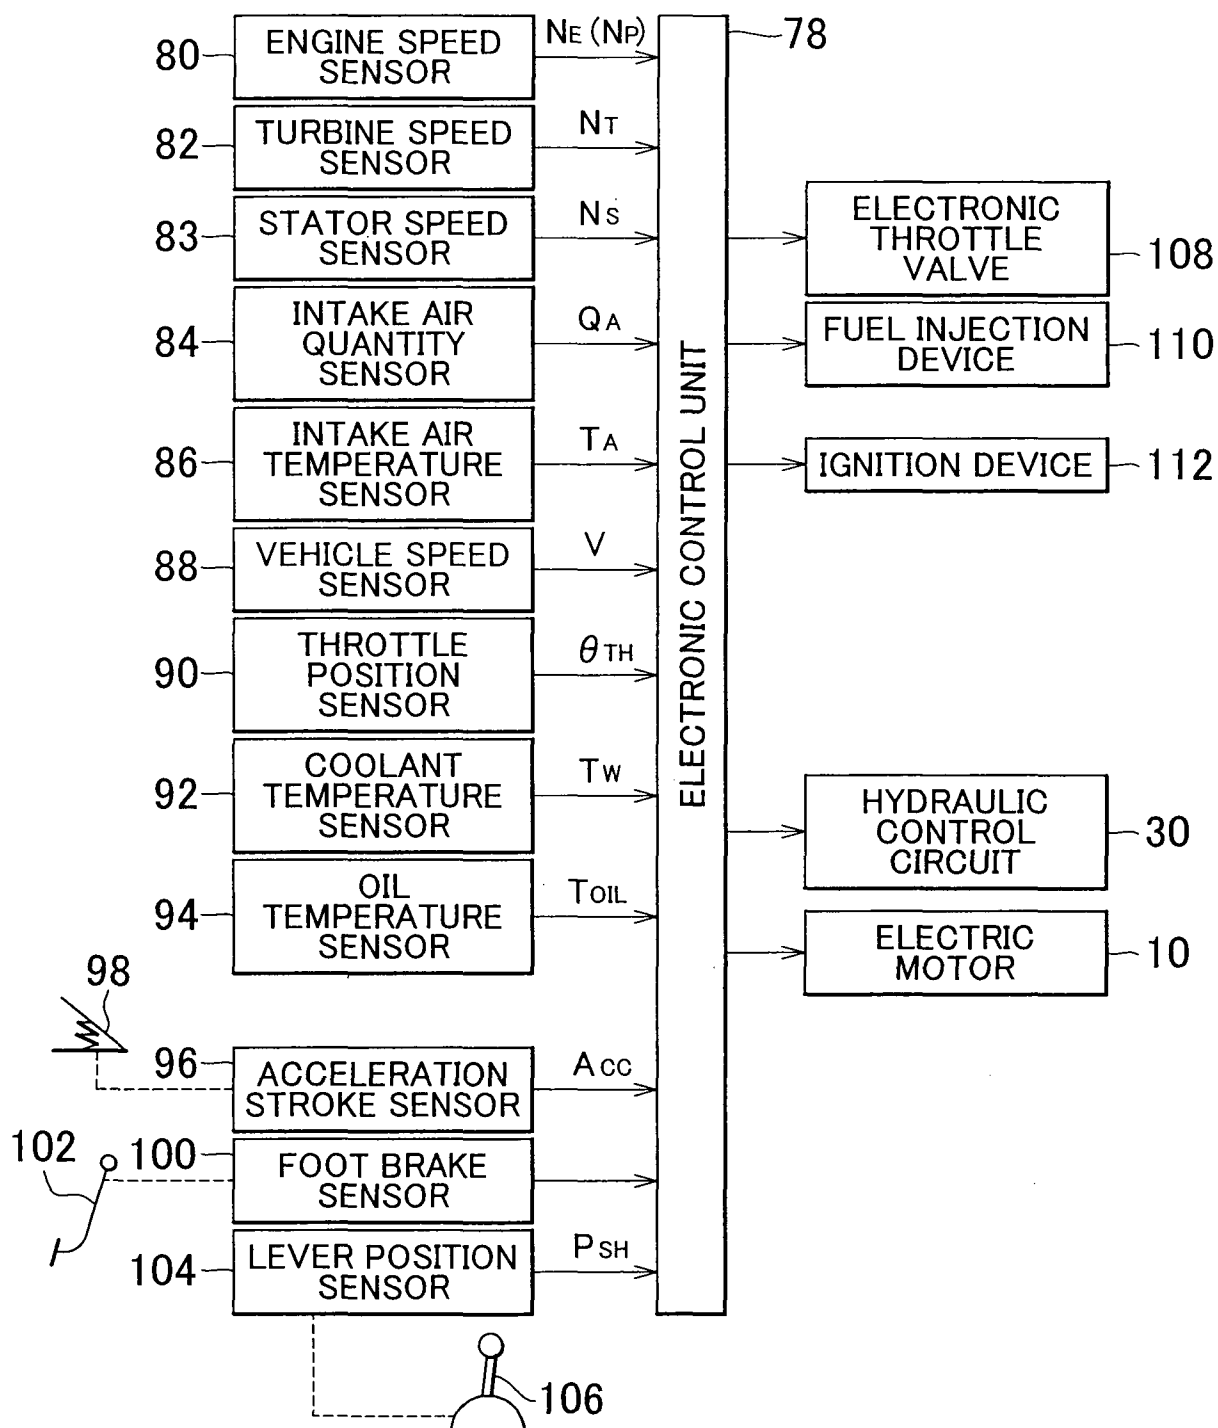 80
ENGINE SPEED
SENSOR
NE (NP)
78
82
TURBINE SPEED
SENSOR
NT
83
STATOR SPEED
SENSOR
NS
84
INTAKE AIR
QUANTITY
SENSOR
QA
86
INTAKE AIR
TEMPERATURE
SENSOR
TA
88
VEHICLE SPEED
SENSOR
V
90
THROTTLE
POSITION
SENSOR
θTH
92
COOLANT
TEMPERATURE
SENSOR
TW
94
OIL
TEMPERATURE
SENSOR
TOIL
98
96
ACCELERATION
STROKE SENSOR
ACC
102
100
FOOT BRAKE
SENSOR
104
LEVER POSITION
SENSOR
PSH
106
ELECTRONIC CONTROL UNIT
ELECTRONIC
THROTTLE
VALVE
108
FUEL INJECTION
DEVICE
110
IGNITION DEVICE
112
HYDRAULIC
CONTROL
CIRCUIT
30
ELECTRIC
MOTOR
10